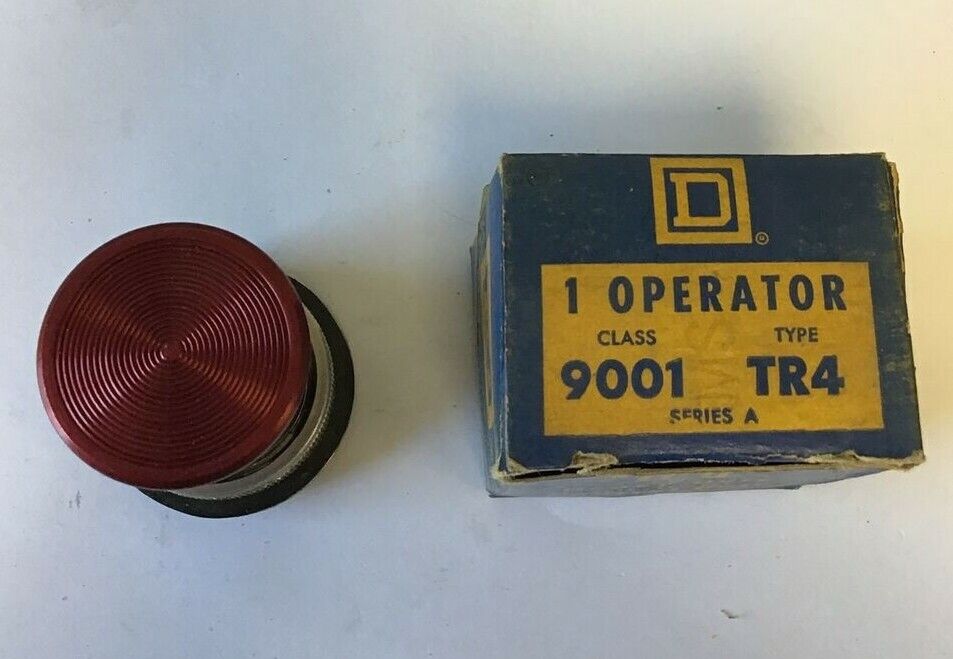 D
®
1 OPERATOR
CLASS TYPE
9001 TR4
SERIES A